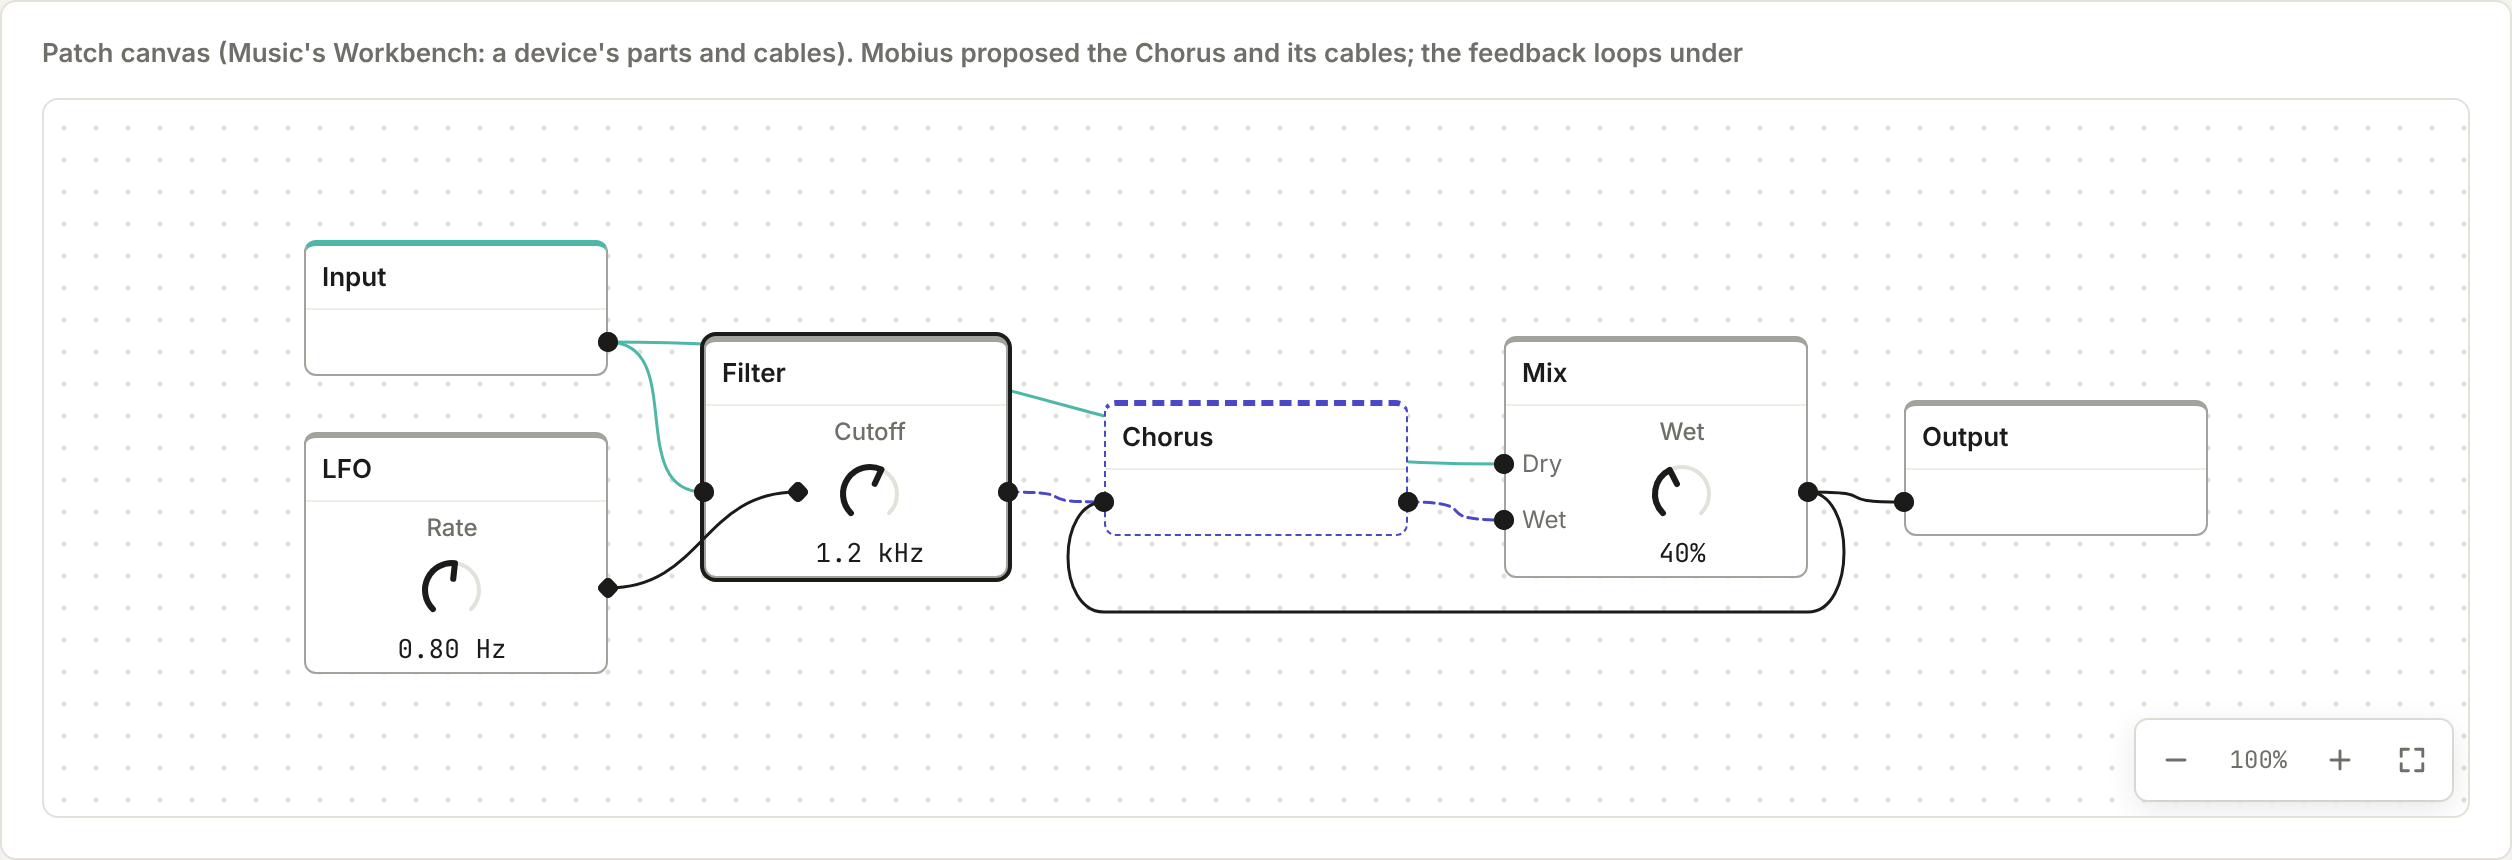 Patch canvas (Music's Workbench: a device's parts and cables). Mobius proposed the Chorus and its cables; the feedback loops under
Input
LFO
Rate
0.80 Hz
Filter
Cutoff
1.2 kHz
Chorus
Mix
Wet
Dry
Wet
40%
Output
100%